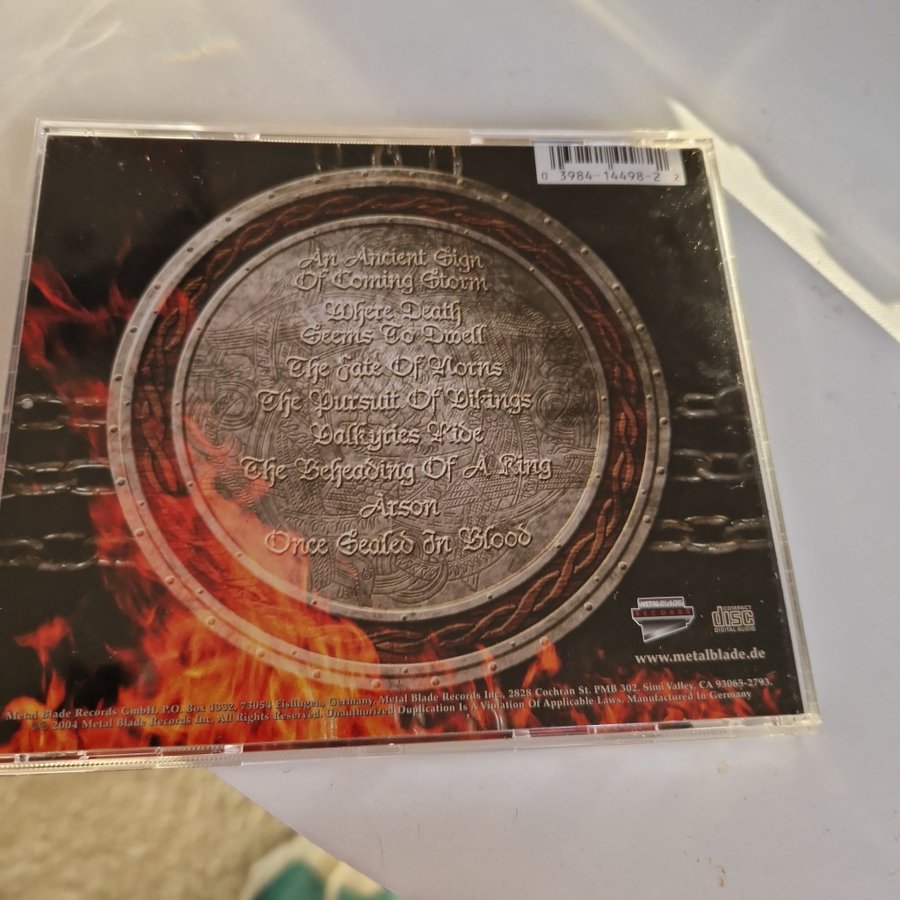 0 3984-14498-2 2
An Ancient Sign
Of Coming Storm
Where Death
Seems To Dwell
The Fate Of Norns
The Pursuit Of Vikings
Valkyries Ride
The Beheading Of A King
Arson
Once Sealed In Blood
METAL BLADE
RECORDS
COMPACT
disc
DIGITAL AUDIO
www.metalblade.de
Metal Blade Records GmbH, P.O. Box 1332, 73054 Eislingen, Germany. Metal Blade Records Inc., 2828 Cochran St. PMB 302, Simi Valley, CA 93065-2793.
℗© 2004 Metal Blade Records Inc. All Rights Reserved. Unauthorized Duplication Is A Violation Of Applicable Laws. Manufactured In Germany